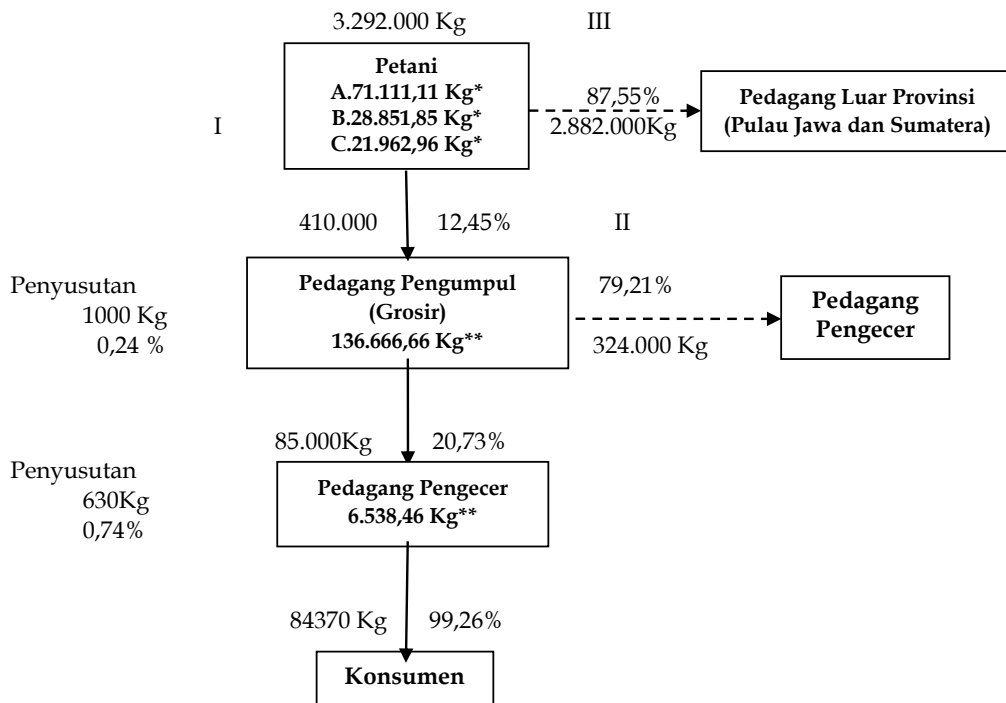 3.292.000 Kg
III
Petani
A.71.111,11 Kg*
B.28.851,85 Kg*
C.21.962,96 Kg*
I
87,55%
2.882.000Kg
Pedagang Luar Provinsi
(Pulau Jawa dan Sumatera)
410.000
12,45%
II
Penyusutan
1000 Kg
0,24 %
Pedagang Pengumpul
(Grosir)
136.666,66 Kg**
79,21%
324.000 Kg
Pedagang
Pengecer
85.000Kg
20,73%
Penyusutan
630Kg
0,74%
Pedagang Pengecer
6.538,46 Kg**
84370 Kg
99,26%
Konsumen